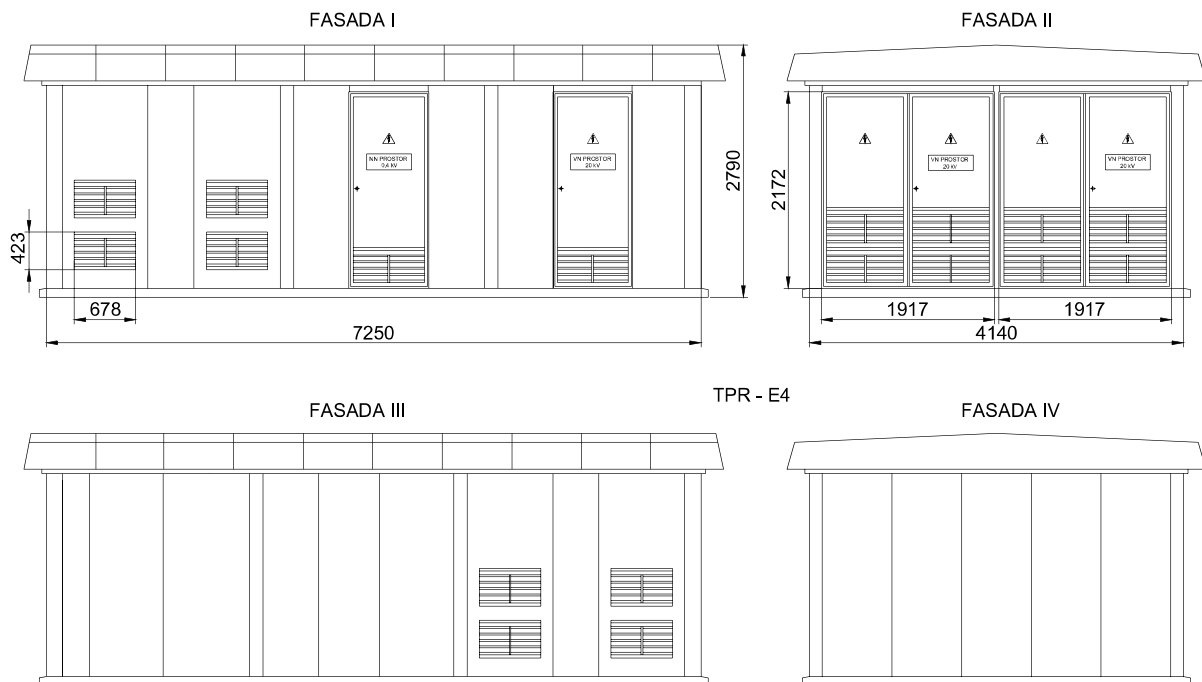 FASADA I
FASADA II
NN PROSTOR
0,4 kV
VN PROSTOR
20 kV
VN PROSTOR
20 kV
VN PROSTOR
20 kV
2790
2172
423
678
7250
1917
1917
4140
TPR - E4
FASADA III
FASADA IV